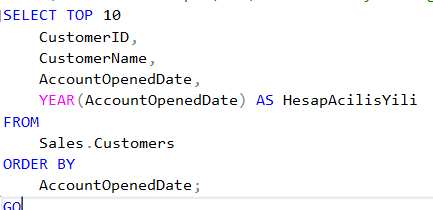 SELECT TOP 10
CustomerID,
CustomerName,
AccountOpenedDate,
YEAR(AccountOpenedDate) AS HesapAcilisYili
FROM
Sales.Customers
ORDER BY
AccountOpenedDate;
GO